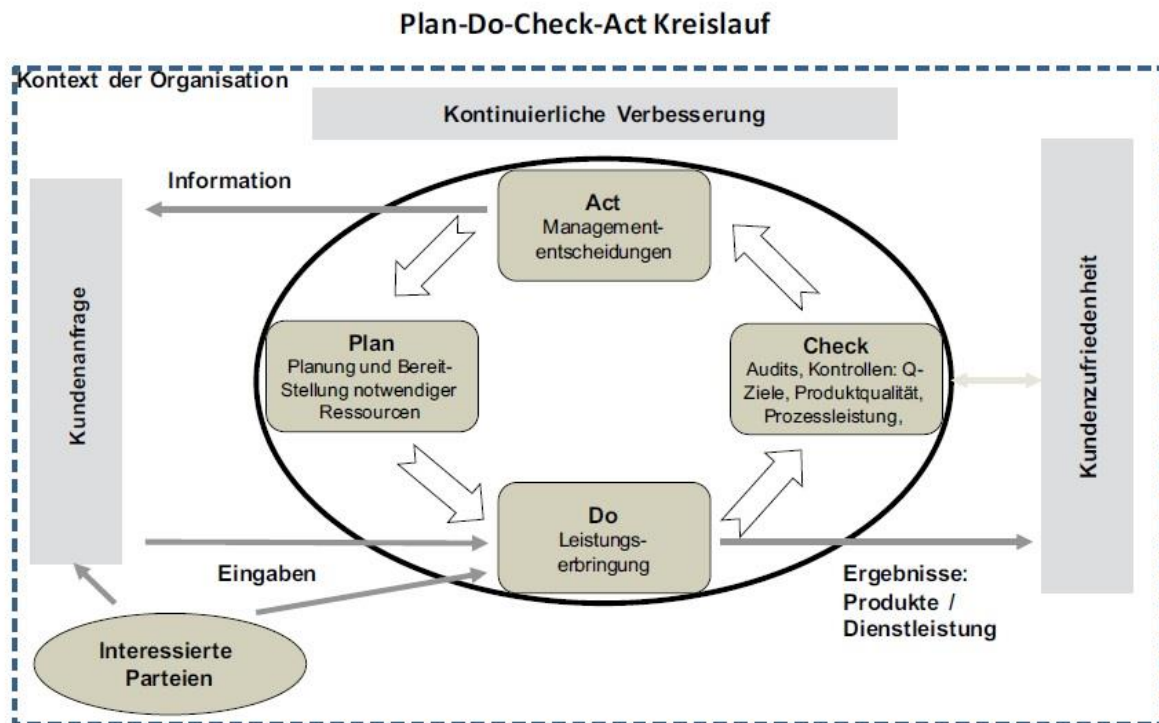 Plan-Do-Check-Act Kreislauf
Kontext der Organisation
Kontinuierliche Verbesserung
Information
Act
Management-
entscheidungen
Kundenanfrage
Plan
Planung und Bereit-
Stellung notwendiger
Ressourcen
Check
Audits, Kontrollen: Q-
Ziele, Produktqualität,
Prozessleistung,
Kundenzufriedenheit
Do
Leistungs-
erbringung
Eingaben
Ergebnisse:
Produkte /
Dienstleistung
Interessierte
Parteien